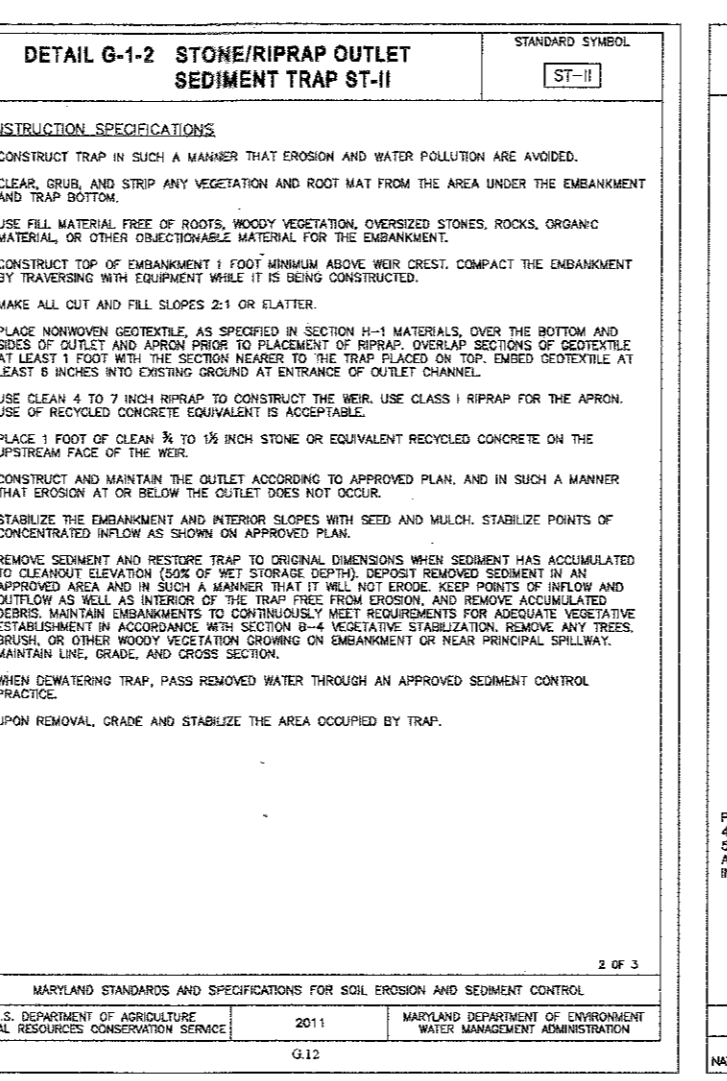 DETAIL G-1-2 STONE/RIPRAP OUTLET
SEDIMENT TRAP ST-II
STANDARD SYMBOL
ST-II
NSTRUCTION SPECIFICATIONS
CONSTRUCT TRAP IN SUCH A MANNER THAT EROSION AND WATER POLLUTION ARE AVOIDED.
CLEAR, GRUB, AND STRIP ANY VEGETATION AND ROOT MAT FROM THE AREA UNDER THE EMBANKMENT
AND TRAP BOTTOM.
USE FILL MATERIAL FREE OF ROOTS, WOODY VEGETATION, OVERSIZED STONES, ROCKS, ORGANIC
MATERIAL, OR OTHER OBJECTIONABLE MATERIAL FOR THE EMBANKMENT.
CONSTRUCT TOP OF EMBANKMENT 1 FOOT MINIMUM ABOVE WEIR CREST. COMPACT THE EMBANKMENT
BY TRAVERSING WITH EQUIPMENT WHILE IT IS BEING CONSTRUCTED.
MAKE ALL CUT AND FILL SLOPES 2:1 OR FLATTER.
PLACE NONWOVEN GEOTEXTILE, AS SPECIFIED IN SECTION H-1 MATERIALS, OVER THE BOTTOM AND
SIDES OF OUTLET AND APRON PRIOR TO PLACEMENT OF RIPRAP. OVERLAP SECTIONS OF GEOTEXTILE
AT LEAST 1 FOOT WITH THE SECTION NEARER TO THE TRAP PLACED ON TOP. EMBED GEOTEXTILE AT
LEAST 6 INCHES INTO EXISTING GROUND AT ENTRANCE OF OUTLET CHANNEL.
USE CLEAN 4 TO 7 INCH RIPRAP TO CONSTRUCT THE WEIR. USE CLASS I RIPRAP FOR THE APRON.
USE OF RECYCLED CONCRETE EQUIVALENT IS ACCEPTABLE.
PLACE 1 FOOT OF CLEAN ¾ TO 1½ INCH STONE OR EQUIVALENT RECYCLED CONCRETE ON THE
UPSTREAM FACE OF THE WEIR.
CONSTRUCT AND MAINTAIN THE OUTLET ACCORDING TO APPROVED PLAN, AND IN SUCH A MANNER
THAT EROSION AT OR BELOW THE OUTLET DOES NOT OCCUR.
STABILIZE THE EMBANKMENT AND INTERIOR SLOPES WITH SEED AND MULCH. STABILIZE POINTS OF
CONCENTRATED INFLOW AS SHOWN ON APPROVED PLAN.
REMOVE SEDIMENT AND RESTORE TRAP TO ORIGINAL DIMENSIONS WHEN SEDIMENT HAS ACCUMULATED
TO CLEANOUT ELEVATION (50% OF WET STORAGE DEPTH). DEPOSIT REMOVED SEDIMENT IN AN
APPROVED AREA AND IN SUCH A MANNER THAT IT WILL NOT ERODE. KEEP POINTS OF INFLOW AND
OUTFLOW AS WELL AS INTERIOR OF THE TRAP FREE FROM EROSION, AND REMOVE ACCUMULATED
DEBRIS. MAINTAIN EMBANKMENTS TO CONTINUOUSLY MEET REQUIREMENTS FOR ADEQUATE VEGETATIVE
ESTABLISHMENT IN ACCORDANCE WITH SECTION B-4 VEGETATIVE STABILIZATION. REMOVE ANY TREES,
BRUSH, OR OTHER WOODY VEGETATION GROWING ON EMBANKMENT OR NEAR PRINCIPAL SPILLWAY.
MAINTAIN LINE, GRADE, AND CROSS SECTION.
WHEN DEWATERING TRAP, PASS REMOVED WATER THROUGH AN APPROVED SEDIMENT CONTROL
PRACTICE.
UPON REMOVAL, GRADE AND STABILIZE THE AREA OCCUPIED BY TRAP.
2 OF 3
MARYLAND STANDARDS AND SPECIFICATIONS FOR SOIL EROSION AND SEDIMENT CONTROL
.S. DEPARTMENT OF AGRICULTURE
AL RESOURCES CONSERVATION SERVICE
2011
MARYLAND DEPARTMENT OF ENVIRONMENT
WATER MANAGEMENT ADMINISTRATION
G.12
NA